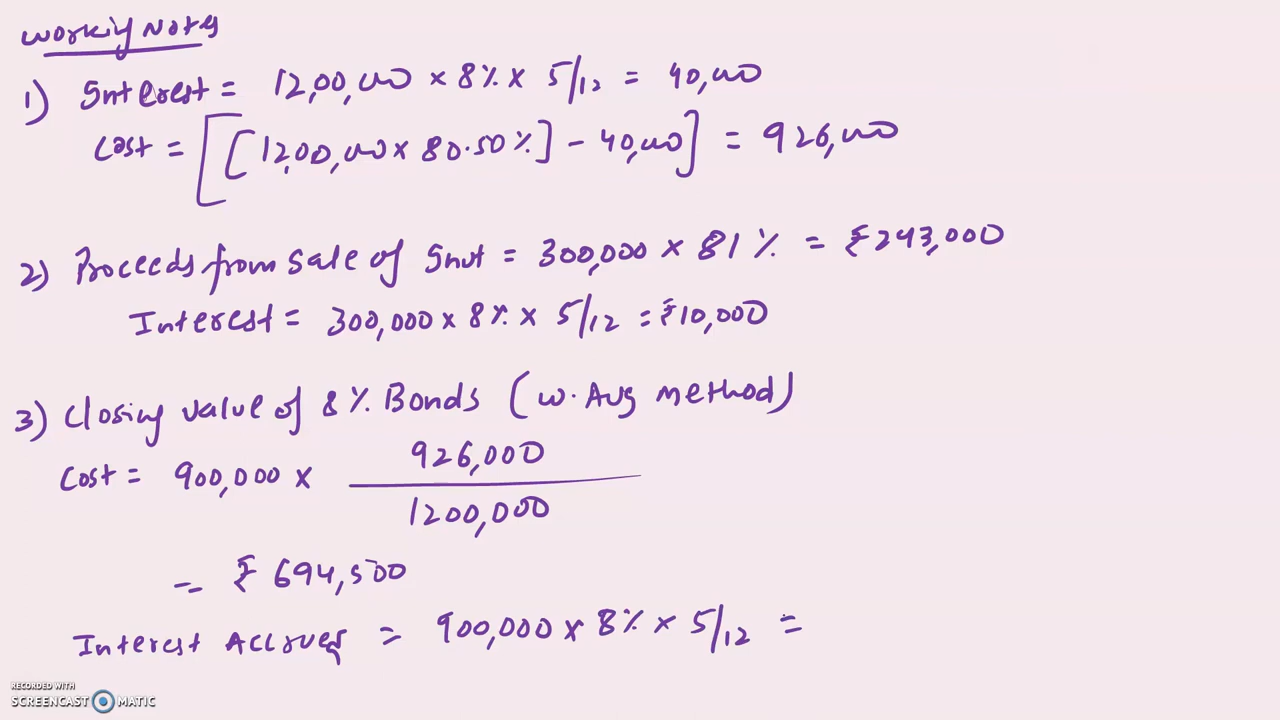 Working Notes
1) Interest = 12,00,000 × 8% × 5/12 = 40,000
Cost = [[1200,000 × 80.50%] - 40,000] = 926,000
2) Proceeds from sale of Invt = 300,000 × 81% = ₹243,000
Interest = 300,000 × 8% × 5/12 = ₹10,000
3) Closing value of 8% Bonds (W. Avg method)
Cost = 900,000 × 926,000
1200,000
= ₹ 694,500
Interest Accrued = 900,000 × 8% × 5/12 =
RECORDED WITH
SCREENCAST MATIC